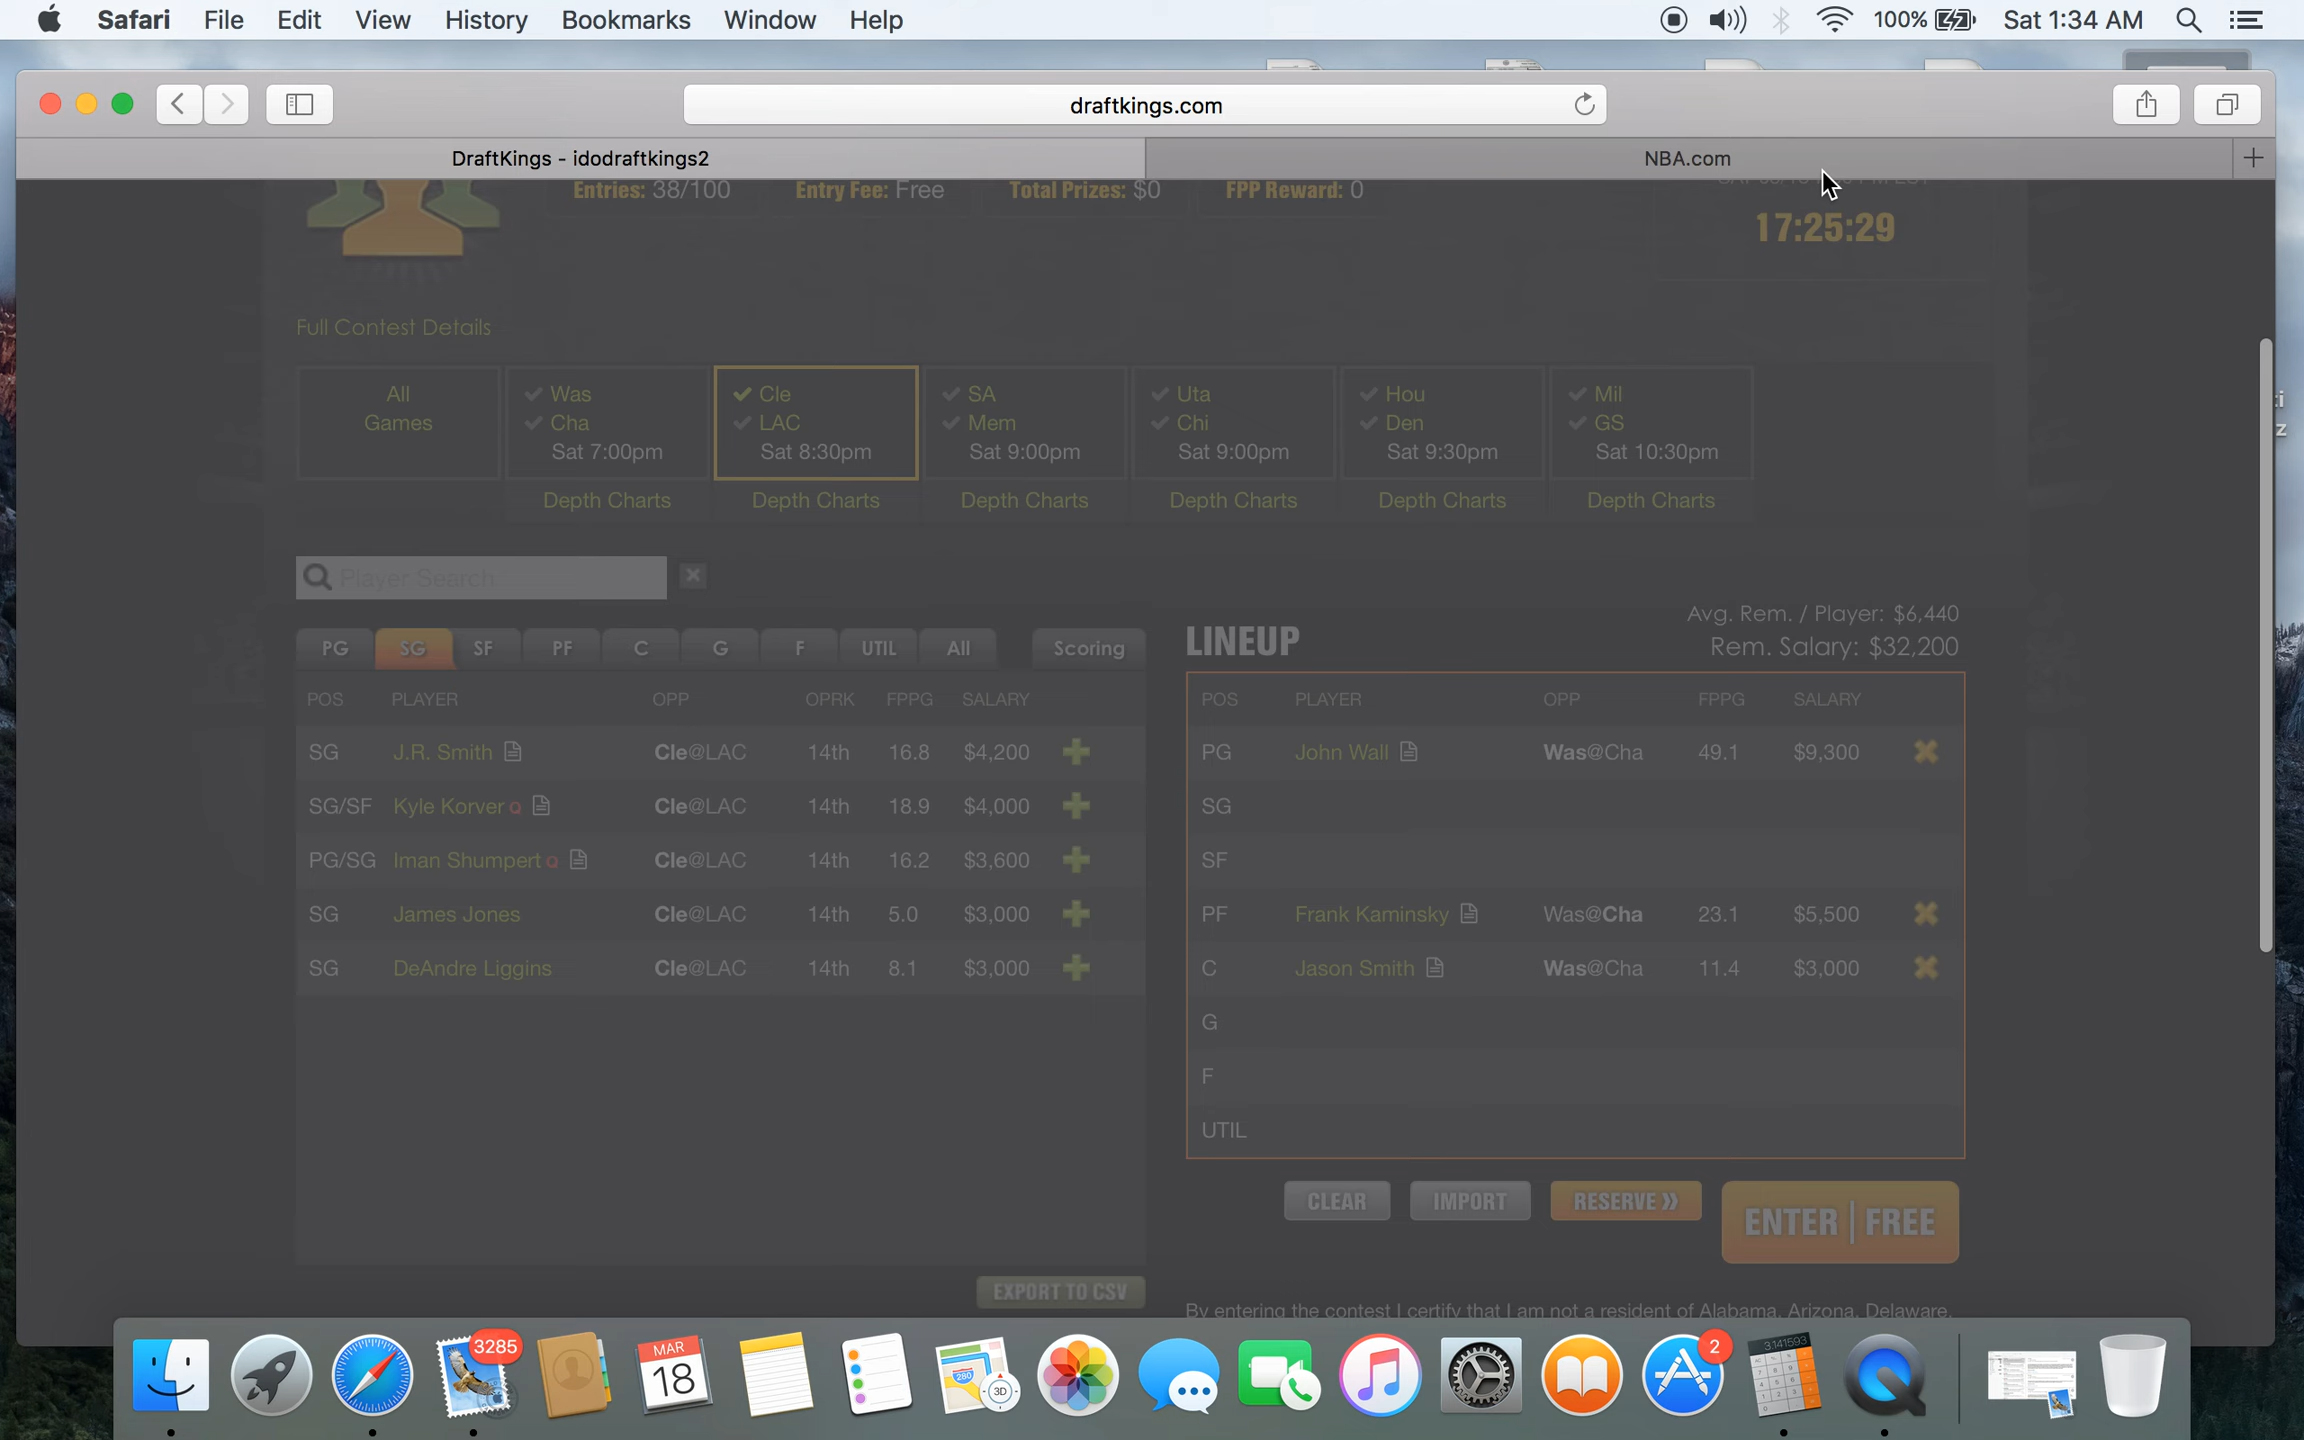 Safari File Edit View History Bookmarks Window Help 100% Sat 1:34 AM
draftkings.com
DraftKings - idodraftkings2 NBA.com
Entries: 38/100 Entry Fee: Free Total Prizes: $0 FPP Reward: 0
17:25:29
Full Contest Details
All Games
Was Cha Sat 7:00pm
Cle LAC Sat 8:30pm
SA Mem Sat 9:00pm
Uta Chi Sat 9:00pm
Hou Den Sat 9:30pm
Mil GS Sat 10:30pm
Depth Charts Depth Charts Depth Charts Depth Charts Depth Charts Depth Charts
Player Search
PG SG SF PF C G F UTIL All Scoring
POS PLAYER OPP OPRK FPPG SALARY
SG J.R. Smith Cle@LAC 14th 16.8 $4,200
SG/SF Kyle Korver Q Cle@LAC 14th 18.9 $4,000
PG/SG Iman Shumpert Q Cle@LAC 14th 16.2 $3,600
SG James Jones Cle@LAC 14th 5.0 $3,000
SG DeAndre Liggins Cle@LAC 14th 8.1 $3,000
EXPORT TO CSV
Avg. Rem. / Player: $6,440
LINEUP Rem. Salary: $32,200
POS PLAYER OPP FPPG SALARY
PG John Wall Was@Cha 49.1 $9,300
SG
SF
PF Frank Kaminsky Was@Cha 23.1 $5,500
C Jason Smith Was@Cha 11.4 $3,000
G
F
UTIL
CLEAR IMPORT RESERVE ENTER | FREE
By entering the contest I certify that I am not a resident of Alabama, Arizona, Delaware,
3285
MAR
18
280
3D
2
3.141593